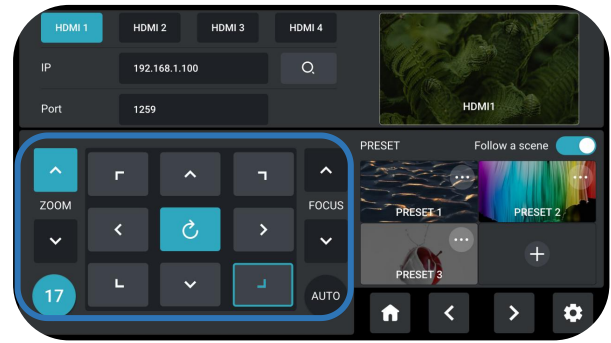 HDMI 1 HDMI 2 HDMI 3 HDMI 4
IP 192.168.1.100
Port 1259
HDMI1
PRESET Follow a scene
ZOOM FOCUS
PRESET 1 PRESET 2
PRESET 3
17 AUTO